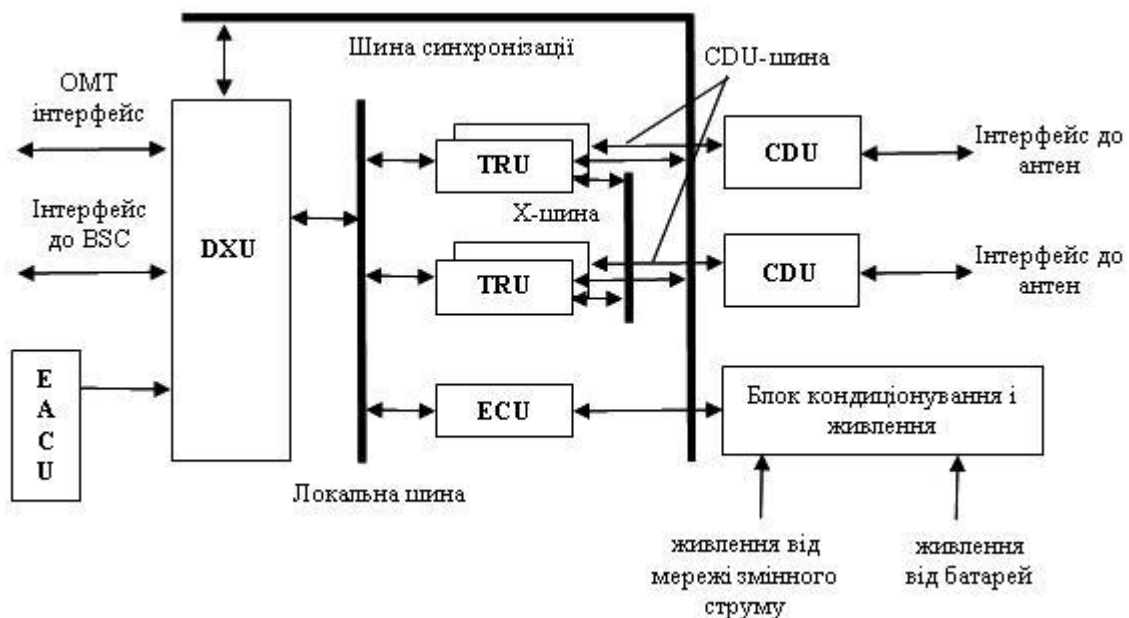 Шина синхронізації
CDU-шина
ОМТ
інтерфейс
Інтерфейс
до BSC
DXU
TRU
X-шина
TRU
ECU
CDU
CDU
Інтерфейс до
антен
Інтерфейс до
антен
E
A
C
U
Блок кондиціонування і
живлення
Локальна шина
живлення від
мережі змінного
струму
живлення
від батарей